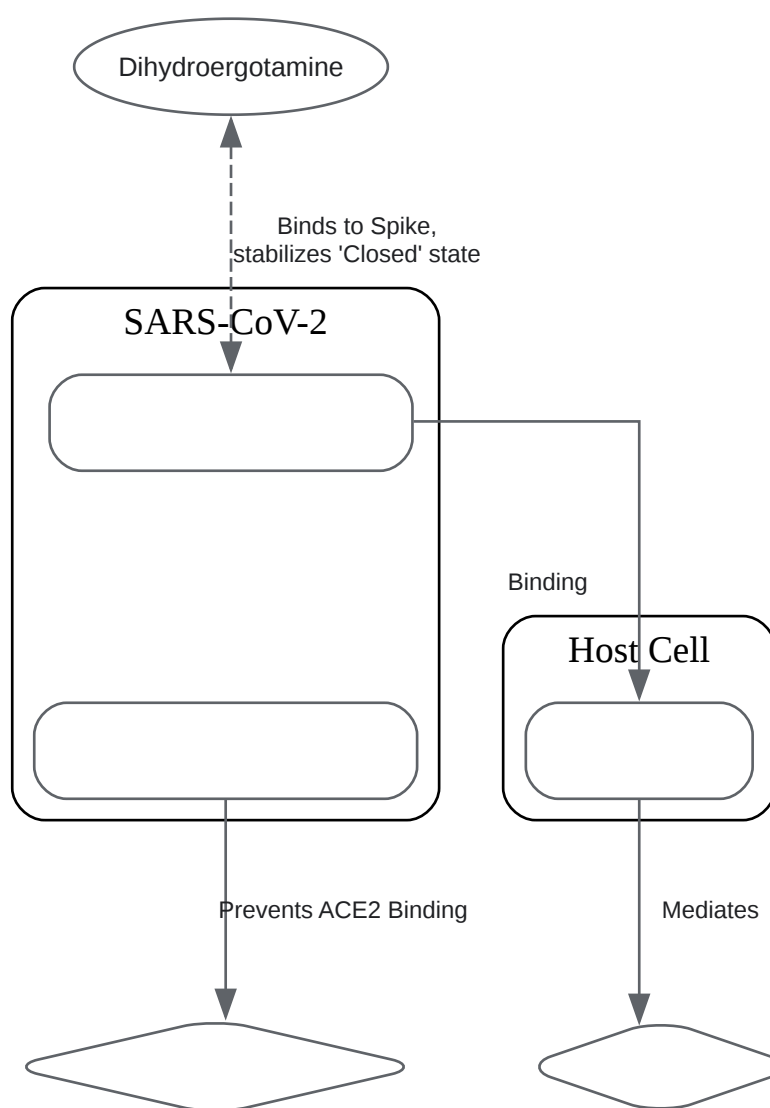 Dihydroergotamine
Binds to Spike,
stabilizes 'Closed' state
SARS-CoV-2
Binding
Host Cell
Prevents ACE2 Binding
Mediates